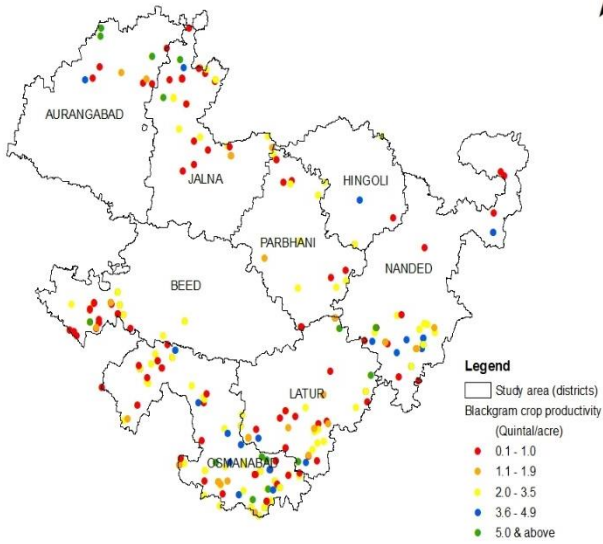 AURANGABAD
JALNA
HINGOLI
PARBHANI
BEED
NANDED
LATUR
OSMANABAD
Legend
Study area (districts)
Blackgram crop productivity
(Quintal/acre)
0.1 - 1.0
1.1 - 1.9
2.0 - 3.5
3.6 - 4.9
5.0 & above